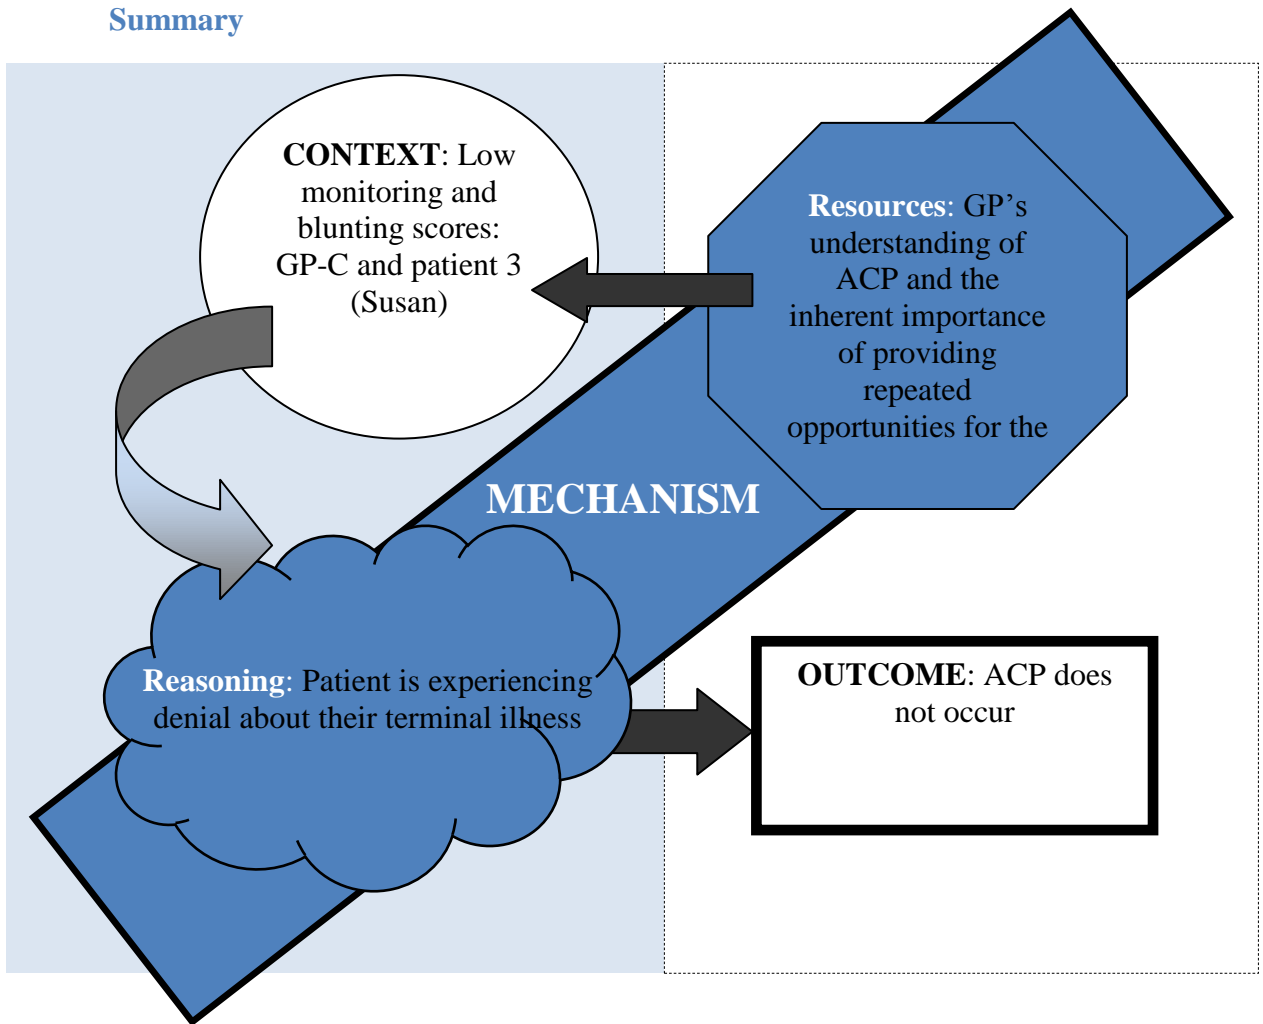 Summary
CONTEXT: Low
monitoring and
blunting scores:
GP-C and patient 3
(Susan)
Resources: GP’s
understanding of
ACP and the
inherent importance
of providing
repeated
opportunities for the
MECHANISM
Reasoning: Patient is experiencing
denial about their terminal illness
OUTCOME: ACP does
not occur